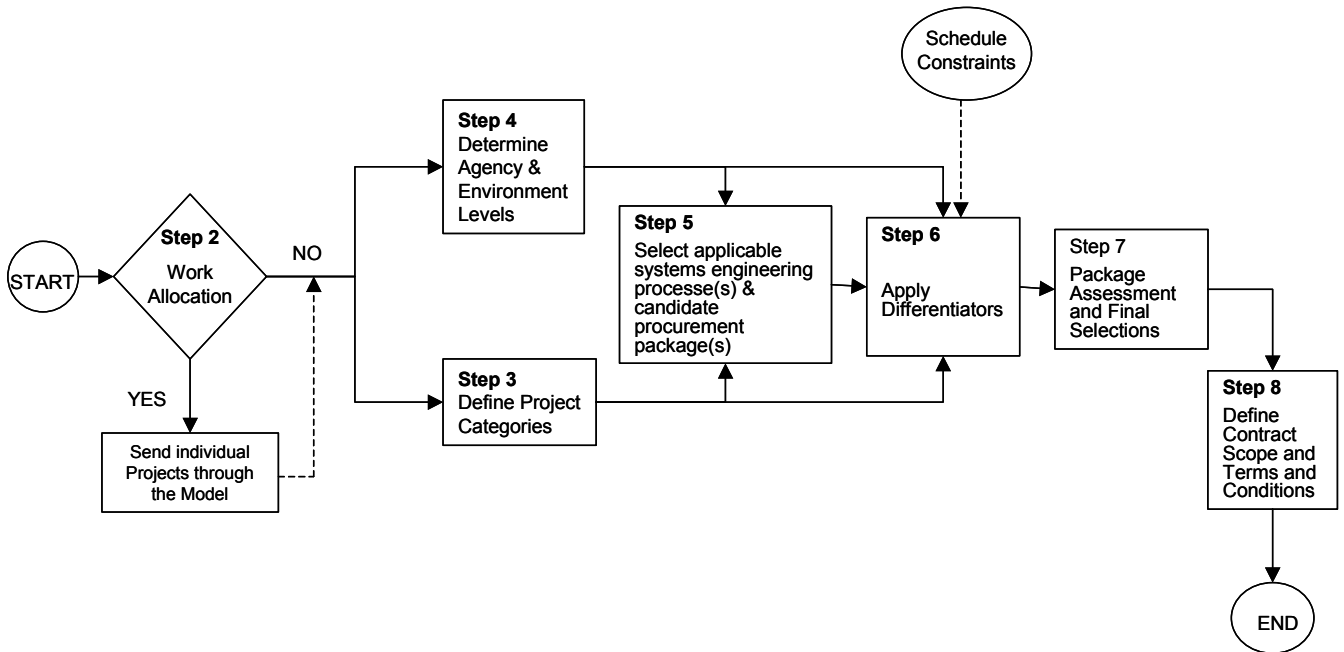 Schedule
Constraints
Step 4
Determine
Agency &
Environment
Levels
START
Step 2
Work
Allocation
NO
YES
Send individual
Projects through
the Model
Step 3
Define Project
Categories
Step 5
Select applicable
systems engineering
processe(s) &
candidate
procurement
package(s)
Step 6
Apply
Differentiators
Step 7
Package
Assessment
and Final
Selections
Step 8
Define
Contract
Scope and
Terms and
Conditions
END